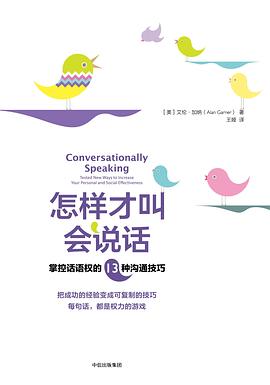 [美]艾伦·加纳(Alan Garner) 著
王娅 译
Conversationally
Speaking
Tested New Ways to Increase
Your Personal and Social Effectiveness
怎样才叫
会说话
掌控话语权的13种沟通技巧
把成功的经验变成可复制的技巧
每句话，都是权力的游戏
中信出版集团